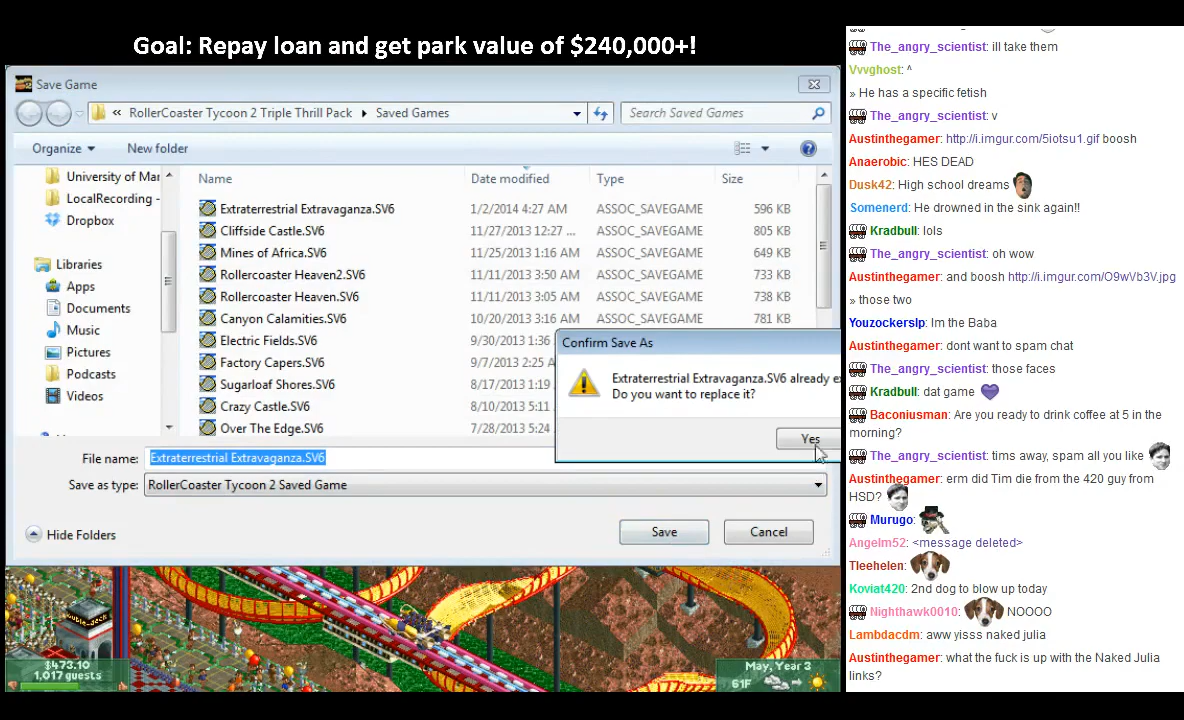 Goal: Repay loan and get park value of $240,000+!
Save Game
« RollerCoaster Tycoon 2 Triple Thrill Pack Saved Games
Search Saved Games
Organize New folder
Name Date modified Type Size
University of Mar
LocalRecording -
Dropbox
Libraries
Apps
Documents
Music
Pictures
Podcasts
Videos
Extraterrestrial Extravaganza.SV6 1/2/2014 4:27 AM ASSOC_SAVEGAME 596 KB
Cliffside Castle.SV6 11/27/2013 12:27 ... ASSOC_SAVEGAME 805 KB
Mines of Africa.SV6 11/25/2013 1:16 AM ASSOC_SAVEGAME 649 KB
Rollercoaster Heaven2.SV6 11/11/2013 3:50 AM ASSOC_SAVEGAME 733 KB
Rollercoaster Heaven.SV6 11/11/2013 3:05 AM ASSOC_SAVEGAME 738 KB
Canyon Calamities.SV6 10/20/2013 3:16 AM ASSOC_SAVEGAME 781 KB
Electric Fields.SV6 9/30/2013 1:36
Factory Capers.SV6 9/7/2013 2:25 A
Sugarloaf Shores.SV6 8/17/2013 1:19
Crazy Castle.SV6 8/10/2013 5:11
Over The Edge.SV6 7/28/2013 5:24
Confirm Save As
Extraterrestrial Extravaganza.SV6 already e
Do you want to replace it?
Yes
File name: Extraterrestrial Extravaganza.SV6
Save as type: RollerCoaster Tycoon 2 Saved Game
Hide Folders Save Cancel
double-deck
$473.10
1,017 guests
May, Year 3
61F
The_angry_scientist: ill take them
Vvvghost: ^
» He has a specific fetish
The_angry_scientist: v
Austinthegamer: http://i.imgur.com/5iotsu1.gif boosh
Anaerobic: HES DEAD
Dusk42: High school dreams
Somenerd: He drowned in the sink again!!
Kradbull: lols
The_angry_scientist: oh wow
Austinthegamer: and boosh http://i.imgur.com/O9wVb3V.jpg
» those two
Youzockerslp: Im the Baba
Austinthegamer: dont want to spam chat
The_angry_scientist: those faces
Kradbull: dat game
Baconiusman: Are you ready to drink coffee at 5 in the
morning?
The_angry_scientist: tims away, spam all you like
Austinthegamer: erm did Tim die from the 420 guy from
HSD?
Murugo:
Angelm52: <message deleted>
Tleehelen:
Koviat420: 2nd dog to blow up today
Nighthawk0010: NOOOO
Lambdacdm: aww yisss naked julia
Austinthegamer: what the fuck is up with the Naked Julia
links?